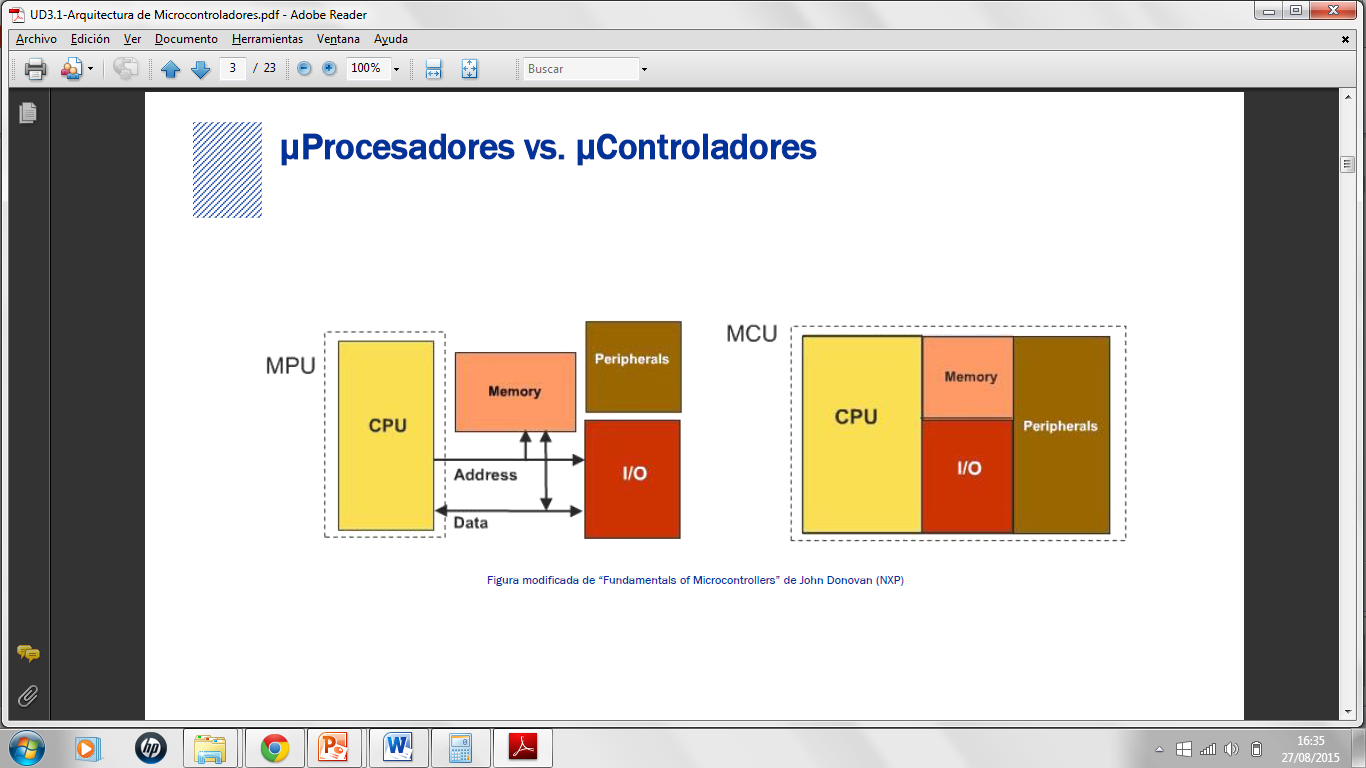 UD3.1-Arquitectura de Microcontroladores.pdf - Adobe Reader
Archivo Edición Ver Documento Herramientas Ventana Ayuda
3 / 23 100% Buscar
µProcesadores vs. µControladores
MPU
CPU
Memory
Peripherals
Address
I/O
Data
MCU
CPU
Memory
I/O
Peripherals
Figura modificada de “Fundamentals of Microcontrollers” de John Donovan (NXP)
hp
16:35
27/08/2015